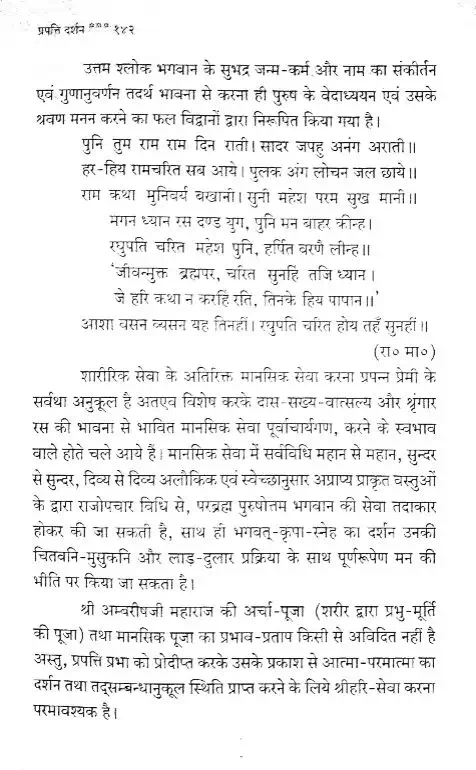 प्रपत्ति दर्शन *** १४२
उत्तम श्लोक भगवान के सुभद्र जन्म-कर्म और नाम का संकीर्तन
एवं गुणानुवर्णन तदर्थ भावना से करना ही पुरुष के वेदाध्ययन एवं उसके
श्रवण मनन करने का फल विद्वानों द्वारा निरूपित किया गया है।
पुनि तुम राम राम दिन राती। सादर जपहु अनंग अराती॥
हर-हिय रामचरित सब आये। पुलक अंग लोचन जल छाये॥
राम कथा मुनिवर्य बखानी। सुनी महेश परम सुख मानी॥
मगन ध्यान रस दण्ड युग, पुनि मन बाहर कीन्ह।
रघुपति चरित महेश पुनि, हर्षित वरणै लीन्ह॥
'जीवन्मुक्त ब्रह्मपर, चरित सुनहिं तजि ध्यान।
जे हरि कथा न करहिं रति, तिनके हिय पापान॥'
आशा वसन व्यसन यह तिनहीं। रघुपति चरित होय तहँ सुनहीं॥
(रा० मा०)
शारीरिक सेवा के अतिरिक्त मानसिक सेवा करना प्रपन्न प्रेमी के
सर्वथा अनुकूल है अतएव विशेष करके दास-सख्य-वात्सल्य और श्रृंगार
रस की भावना से भावित मानसिक सेवा पूर्वाचार्यगण, करने के स्वभाव
वाले होते चले आये है। मानसिक सेवा में सर्वविधि महान से महान, सुन्दर
से सुन्दर, दिव्य से दिव्य अलौकिक एवं स्वेच्छानुसार अप्राप्य प्राकृत वस्तुओं
के द्वारा राजोपचार विधि से, परब्रह्म पुरुषोत्तम भगवान की सेवा तदाकार
होकर की जा सकती है, साथ ही भगवत्-कृपा-स्नेह का दर्शन उनकी
चितवनि-मुसुकनि और लाड़-दुलार प्रक्रिया के साथ पूर्णरूपेण मन की
भीति पर किया जा सकता है।
श्री अम्बरीषजी महाराज की अर्चा-पूजा (शरीर द्वारा प्रभु-मूर्ति
की पूजा) तथा मानसिक पूजा का प्रभाव-प्रताप किसी से अविदित नहीं है
अस्तु, प्रपत्ति प्रभा को प्रोदीप्त करके उसके प्रकाश से आत्मा-परमात्मा का
दर्शन तथा तद्सम्बन्धानुकूल स्थिति प्राप्त करने के लिये श्रीहरि-सेवा करना
परमावश्यक है।